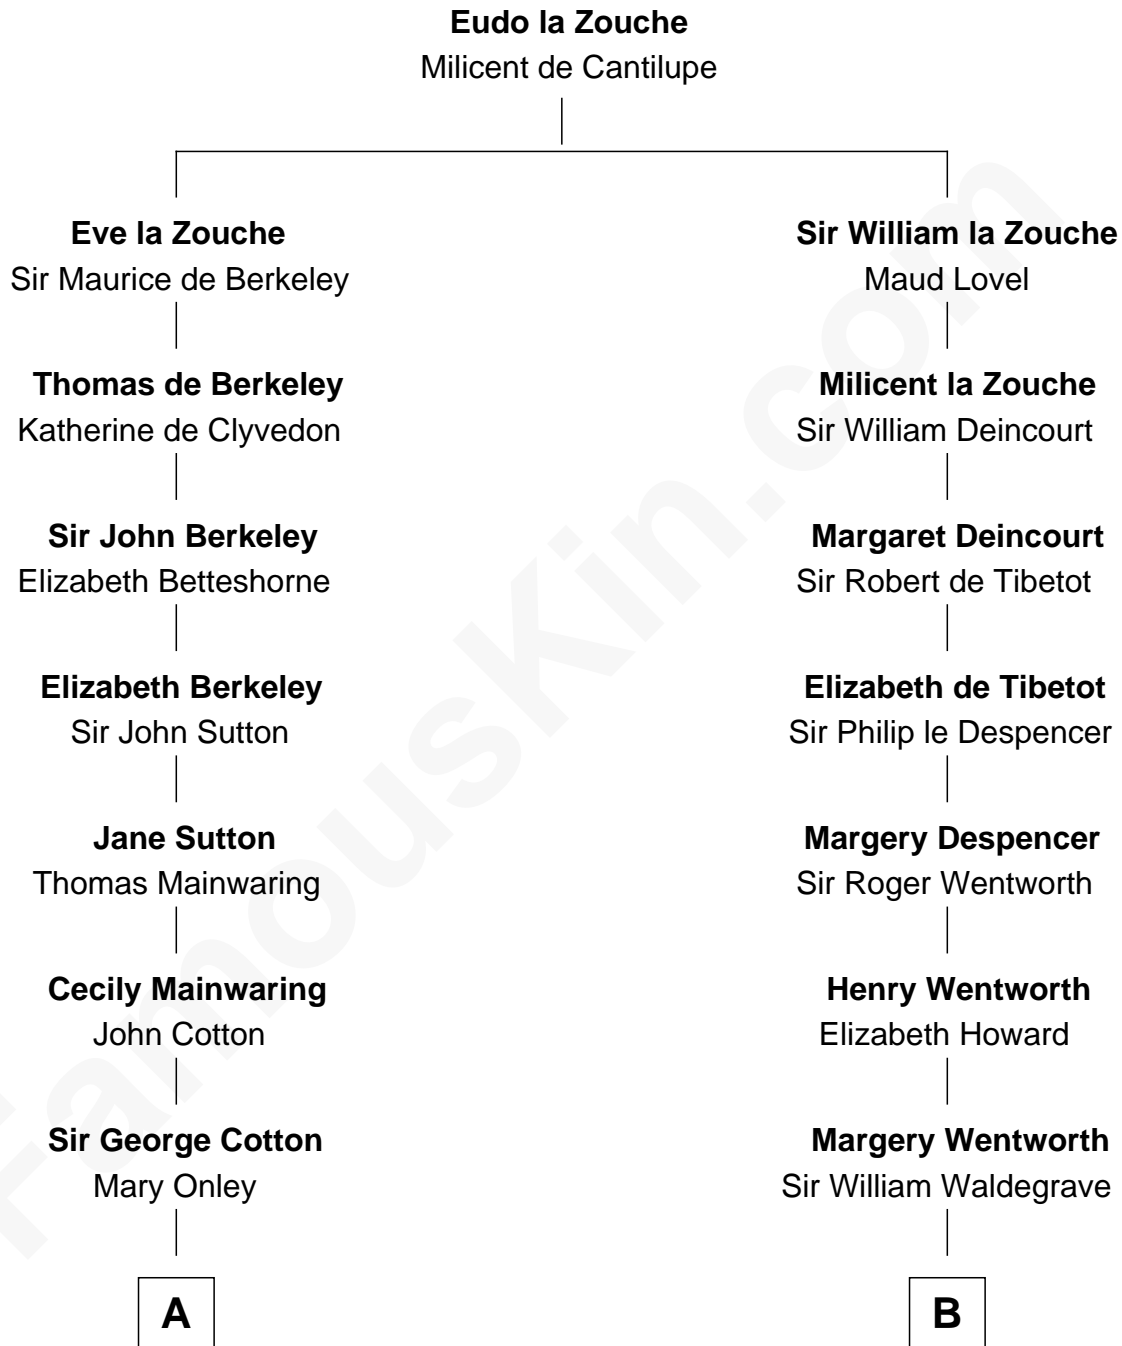 Eudo la Zouche
Milicent de Cantilupe
Eve la Zouche
Sir Maurice de Berkeley
Thomas de Berkeley
Katherine de Clyvedon
Sir John Berkeley
Elizabeth Betteshorne
Elizabeth Berkeley
Sir John Sutton
Jane Sutton
Thomas Mainwaring
Cecily Mainwaring
John Cotton
Sir George Cotton
Mary Onley
A
Sir William la Zouche
Maud Lovel
Milicent la Zouche
Sir William Deincourt
Margaret Deincourt
Sir Robert de Tibetot
Elizabeth de Tibetot
Sir Philip le Despencer
Margery Despencer
Sir Roger Wentworth
Henry Wentworth
Elizabeth Howard
Margery Wentworth
Sir William Waldegrave
B
FamousKin.com